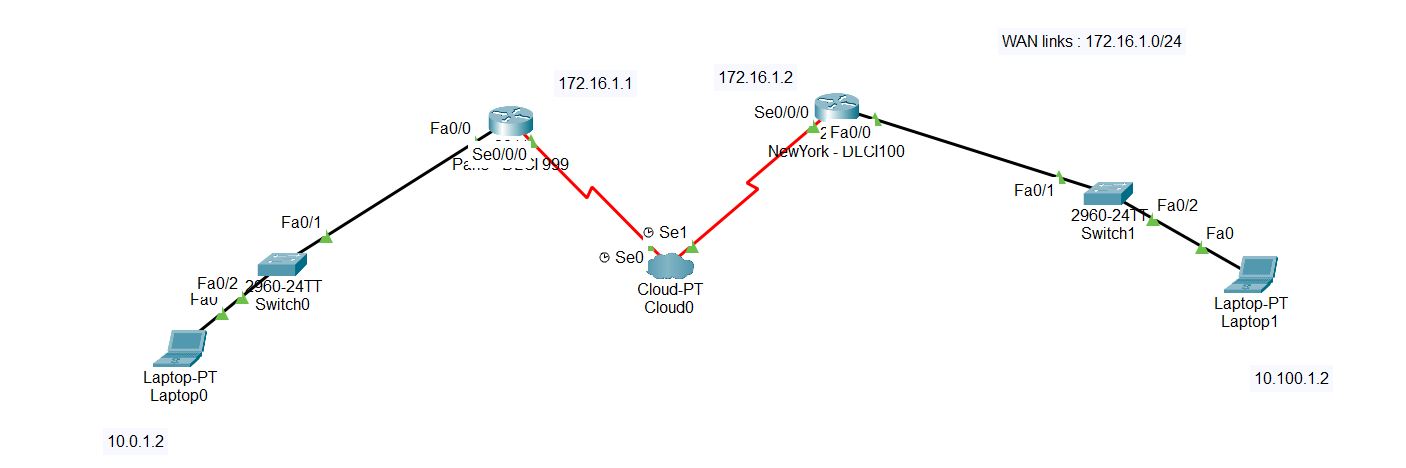 WAN links : 172.16.1.0/24
172.16.1.1
172.16.1.2
Fa0/0
Se0/0/0
DLCI 999
Se0/0/0
Fa0/0
NewYork - DLCI100
Fa0/1
Fa0/2
Fa0
2960-24TT
Switch0
Laptop-PT
Laptop0
10.0.1.2
Se1
Se0
Cloud-PT
Cloud0
Fa0/1
2960-24TT
Switch1
Fa0/2
Fa0
Laptop-PT
Laptop1
10.100.1.2